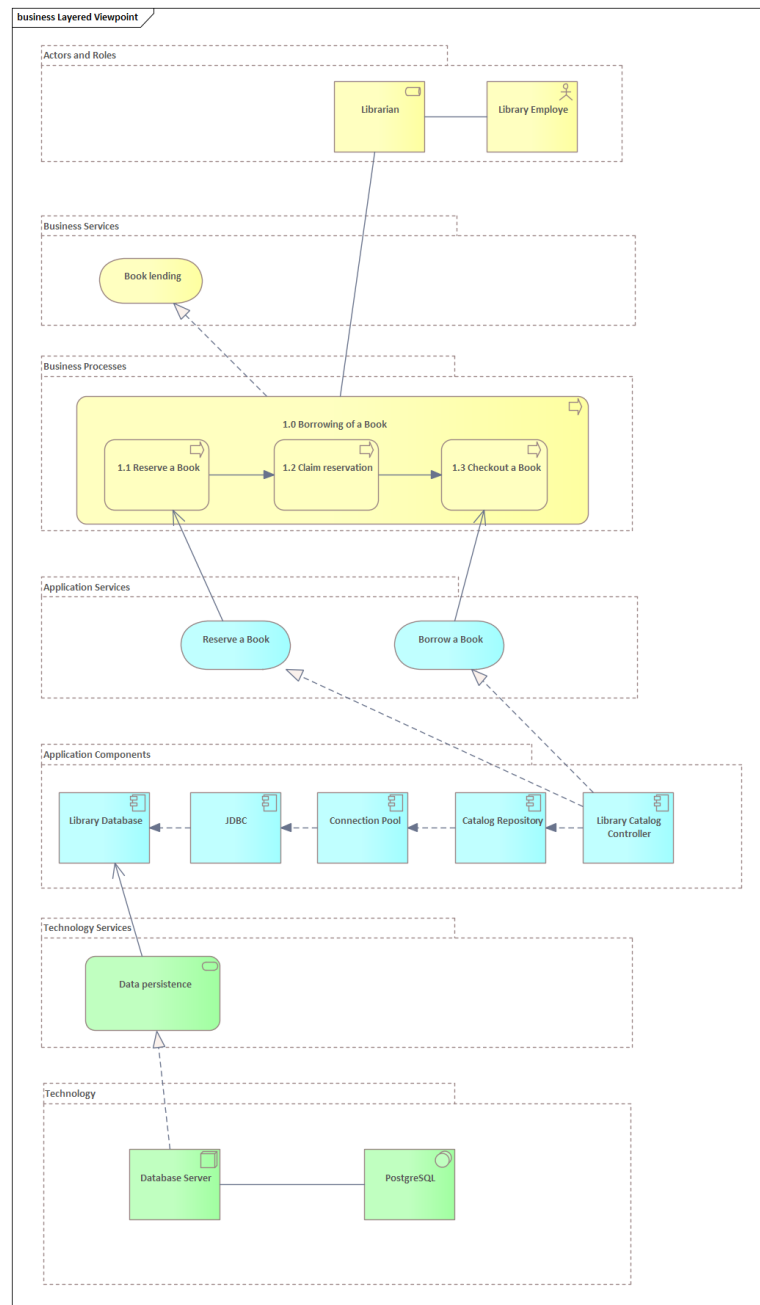 business Layered Viewpoint
Actors and Roles
Librarian
Library Employe
Business Services
Book lending
Business Processes
1.0 Borrowing of a Book
1.1 Reserve a Book
1.2 Claim reservation
1.3 Checkout a Book
Application Services
Reserve a Book
Borrow a Book
Application Components
Library Database
JDBC
Connection Pool
Catalog Repository
Library Catalog
Controller
Technology Services
Data persistence
Technology
Database Server
PostgreSQL